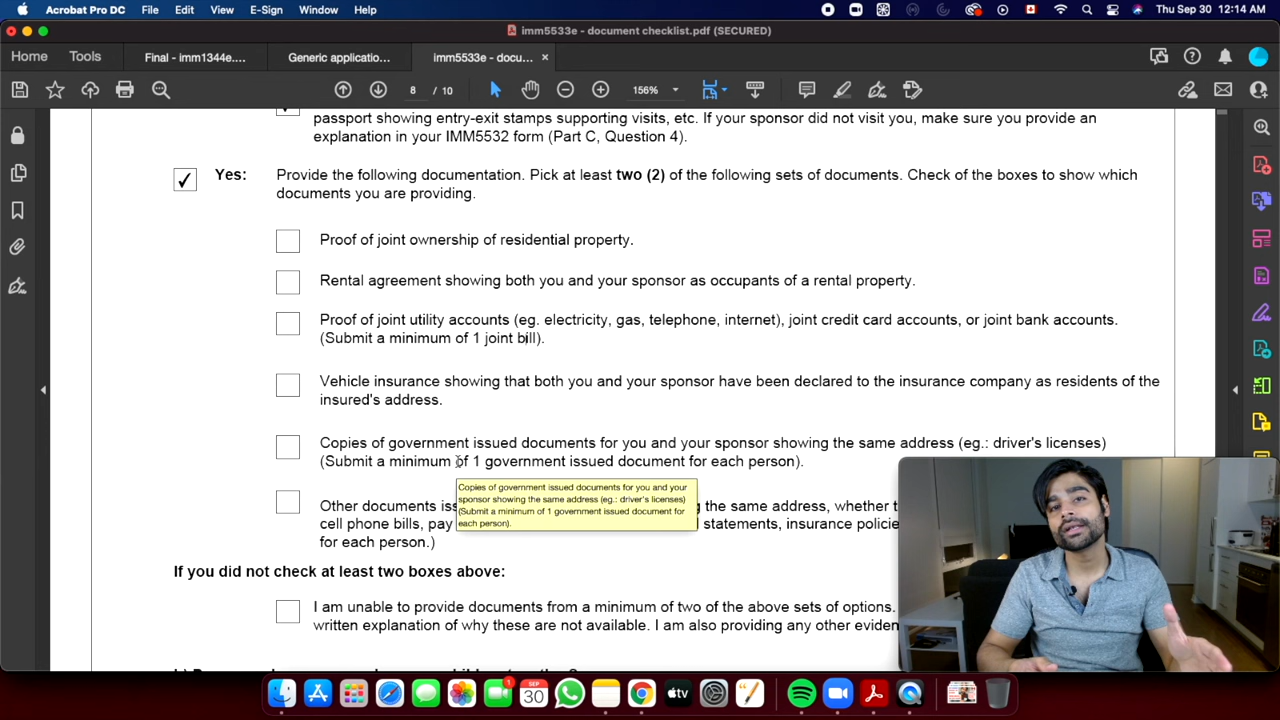 Acrobat Pro DC File Edit View E-Sign Window Help Thu Sep 30 12:14 AM
imm5533e - document checklist.pdf (SECURED)
Home Tools Final - imm1344e.... Generic applicatio... imm5533e - docu... ×
8 / 10 156%
passport showing entry-exit stamps supporting visits, etc. If your sponsor did not visit you, make sure you provide an
explanation in your IMM5532 form (Part C, Question 4).
Yes: Provide the following documentation. Pick at least two (2) of the following sets of documents. Check of the boxes to show which
documents you are providing.
Proof of joint ownership of residential property.
Rental agreement showing both you and your sponsor as occupants of a rental property.
Proof of joint utility accounts (eg. electricity, gas, telephone, internet), joint credit card accounts, or joint bank accounts.
(Submit a minimum of 1 joint bill).
Vehicle insurance showing that both you and your sponsor have been declared to the insurance company as residents of the
insured's address.
Copies of government issued documents for you and your sponsor showing the same address (eg.: driver's licenses)
(Submit a minimum of 1 government issued document for each person).
Copies of government issued documents for you and your
sponsor showing the same address (eg.: driver's licenses)
(Submit a minimum of 1 government issued document for
each person).
Other documents iss the same address, whether t
cell phone bills, pay statements, insurance policie
for each person.)
If you did not check at least two boxes above:
I am unable to provide documents from a minimum of two of the above sets of options.
written explanation of why these are not available. I am also providing any other eviden
SEP
30
1
tv